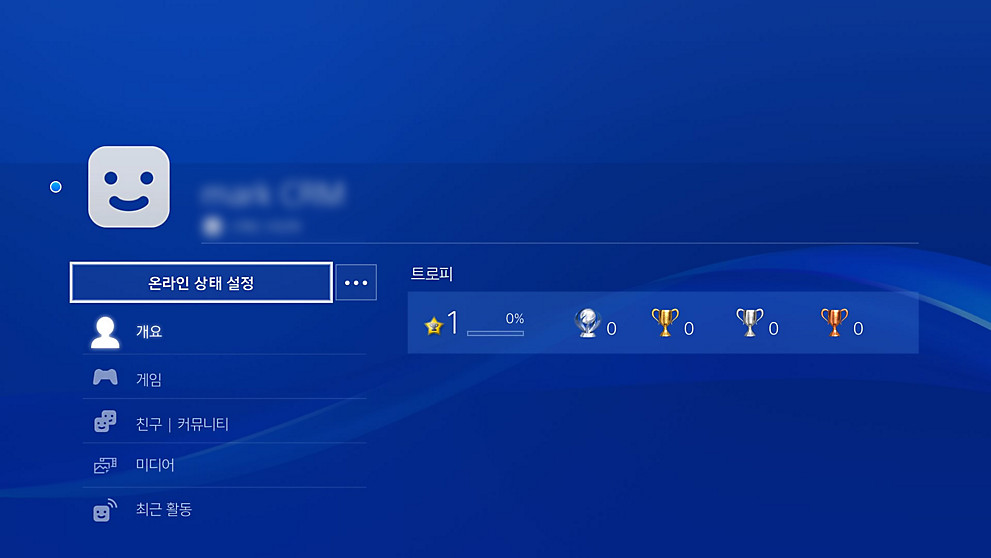 온라인 상태 설정
개요
게임
친구 | 커뮤니티
미디어
최근 활동
트로피
1 0% 0 0 0 0